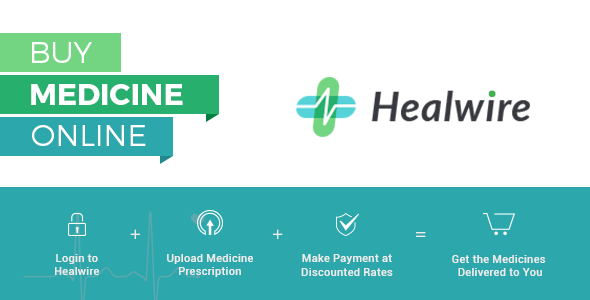 BUY
MEDICINE
ONLINE
Healwire
Login to
Healwire
+
Upload Medicine
Prescription
+
Make Payment at
Discounted Rates
=
Get the Medicines
Delivered to You